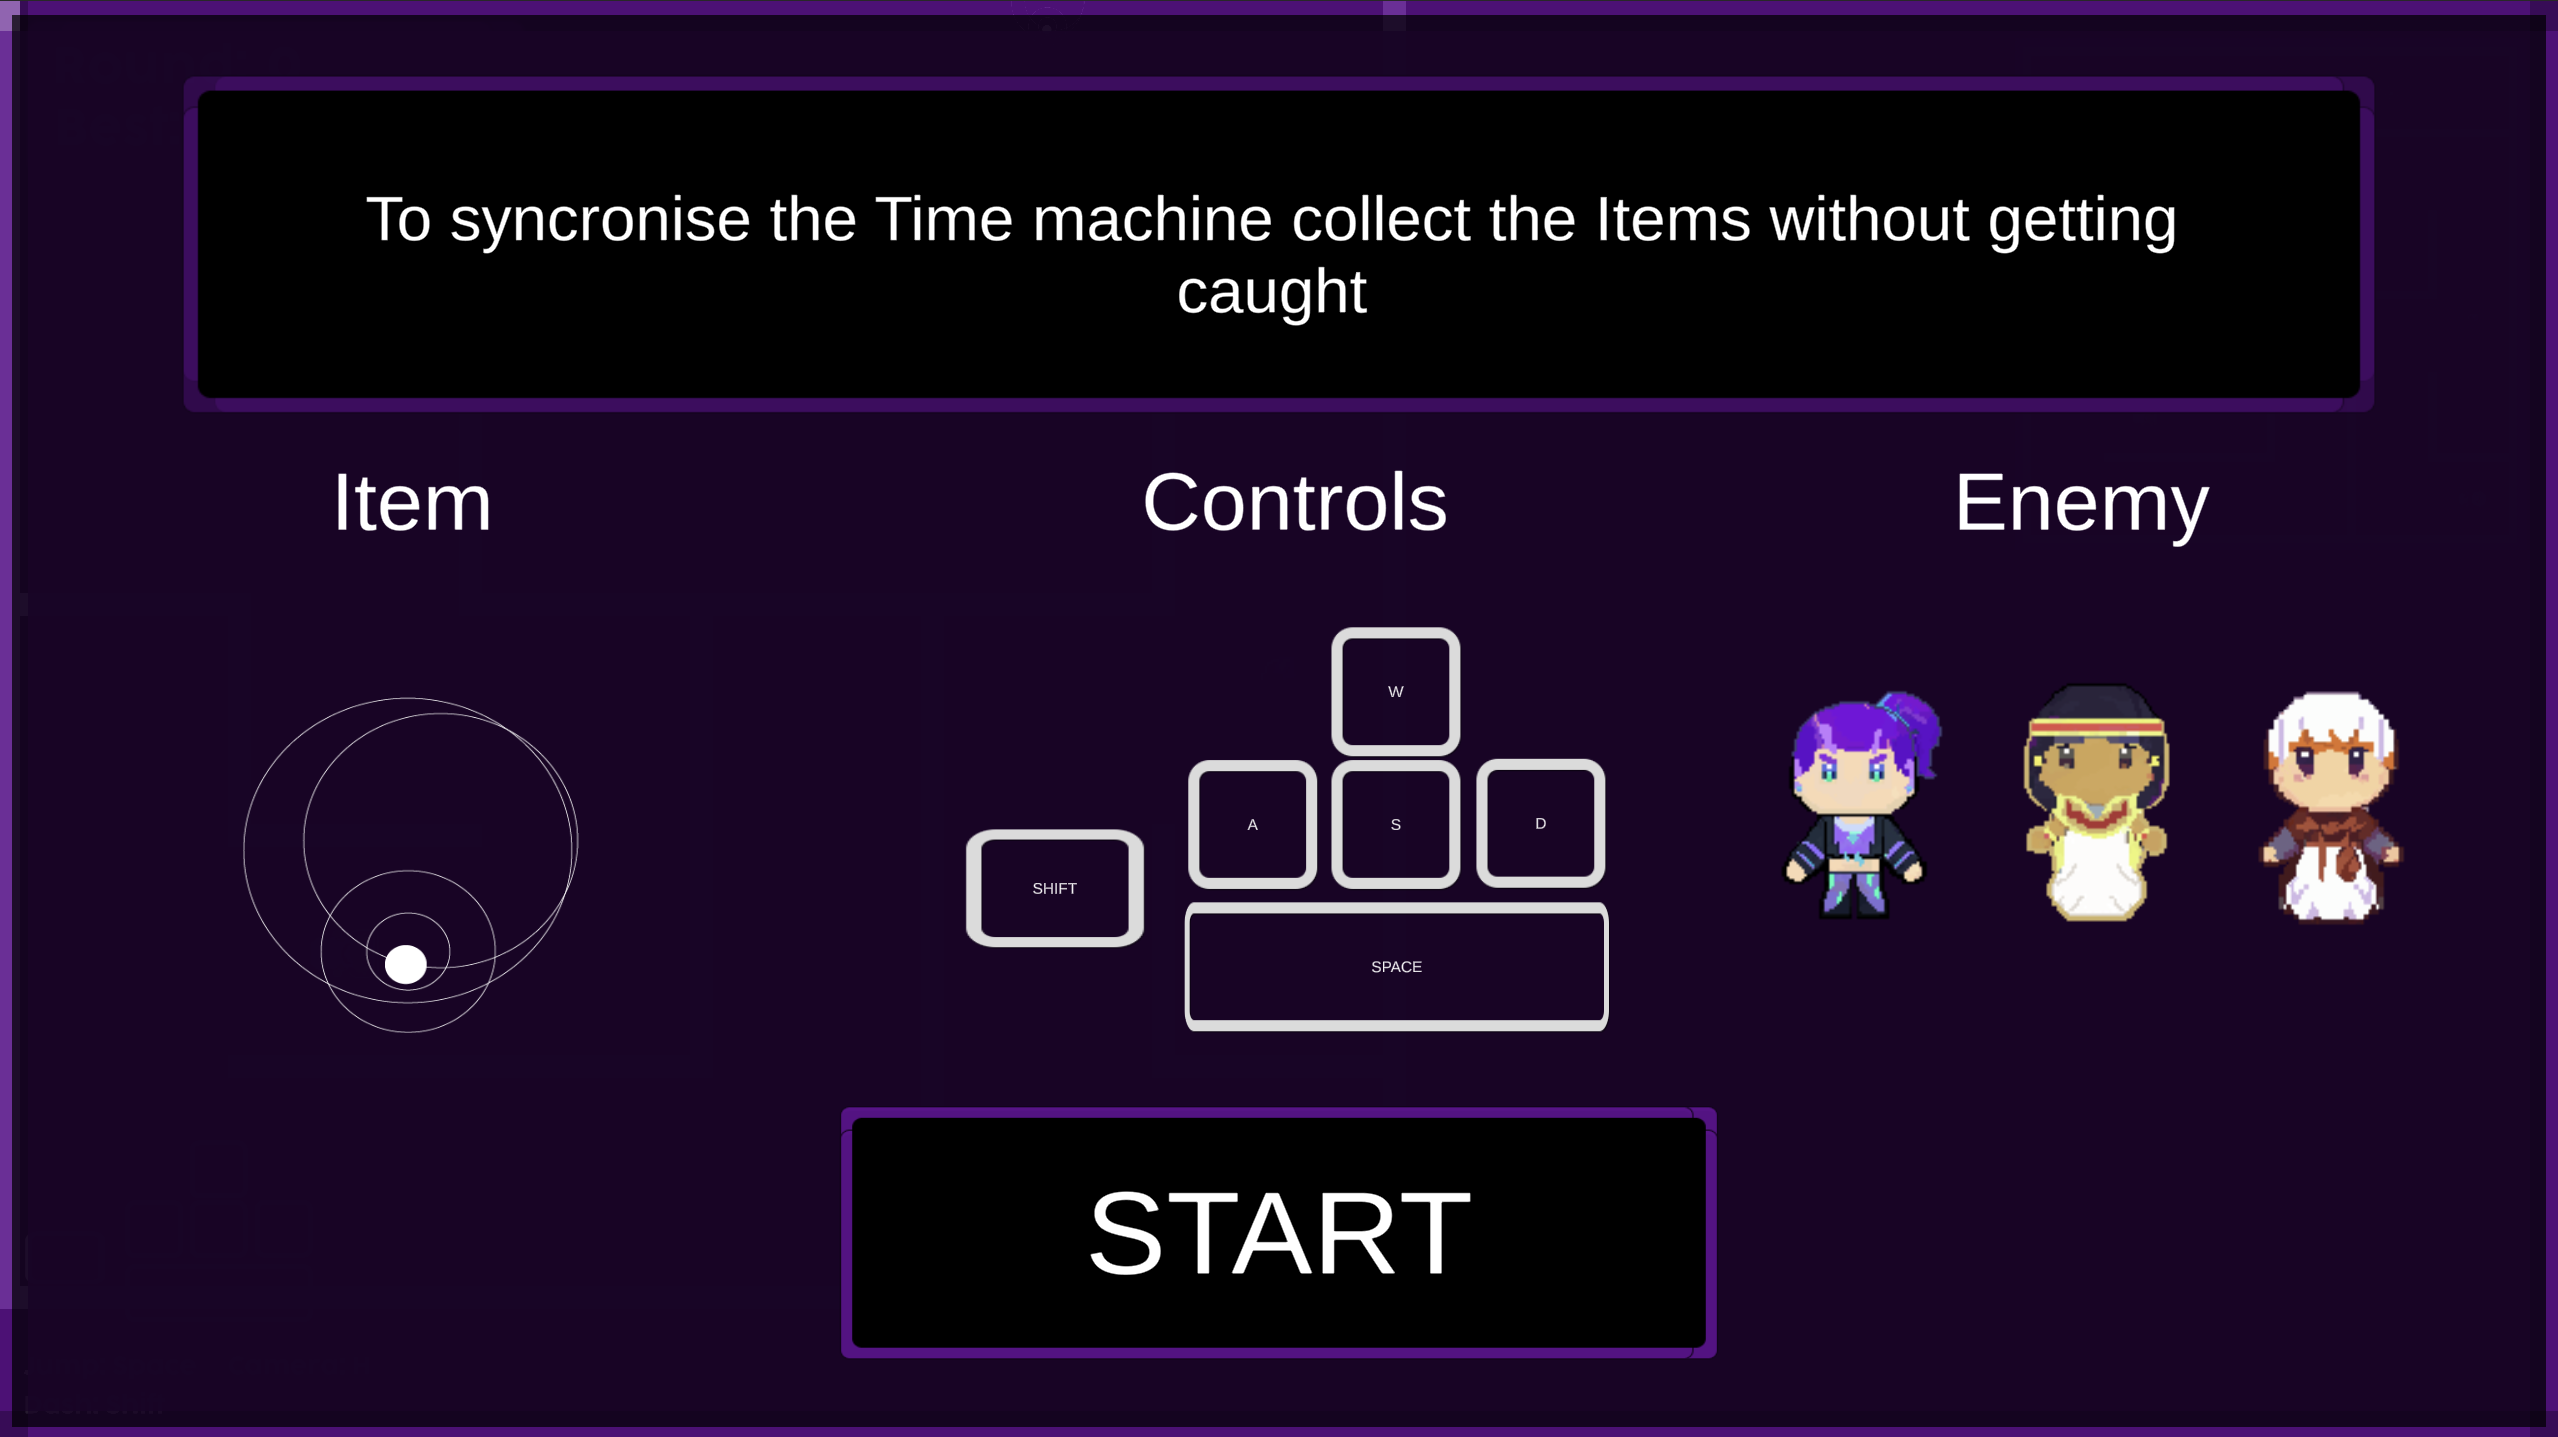 To syncronise the Time machine collect the Items without getting
caught
Item
Controls
Enemy
W
A
S
D
SHIFT
SPACE
START